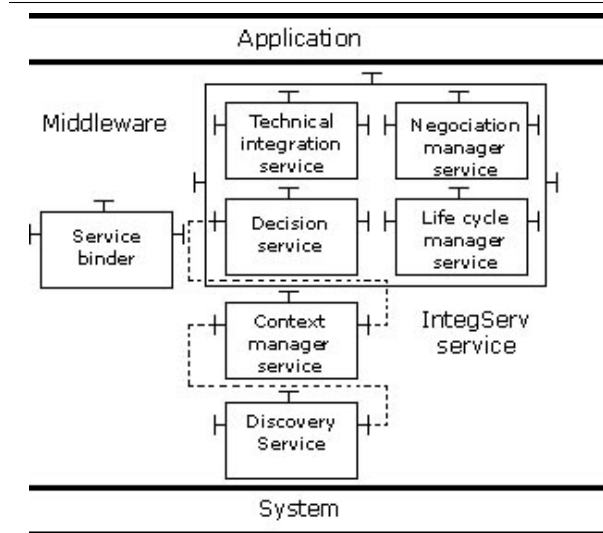 Application
Middleware
Technical
integration
service
Negociation
manager
service
Service
binder
Decision
service
Life cycle
manager
service
Context
manager
service
IntegServ
service
Discovery
Service
System